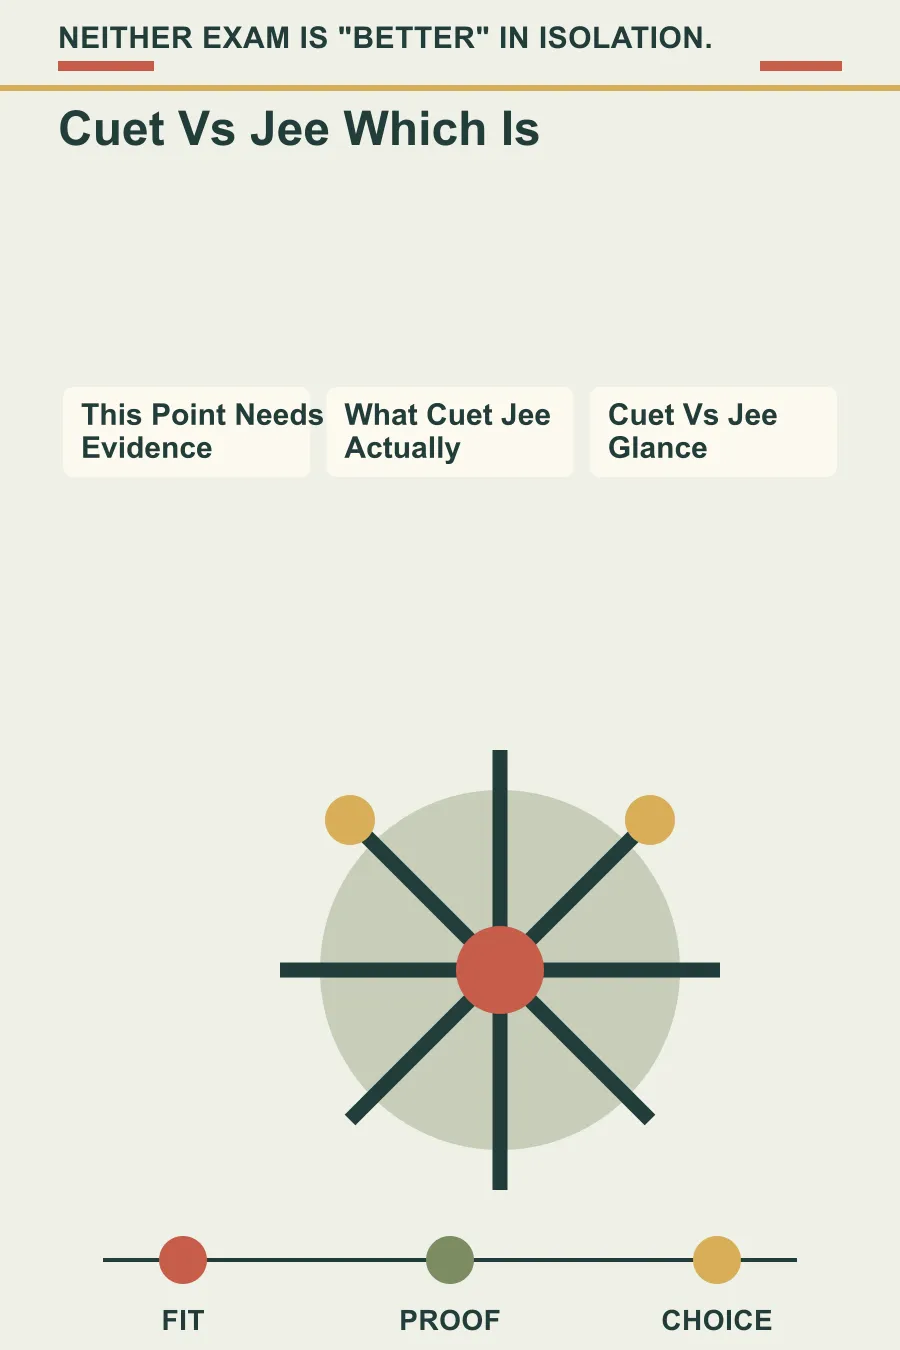 NEITHER EXAM IS "BETTER" IN ISOLATION.
Cuet Vs Jee Which Is
This Point Needs
Evidence
What Cuet Jee
Actually
Cuet Vs Jee
Glance
FIT
PROOF
CHOICE